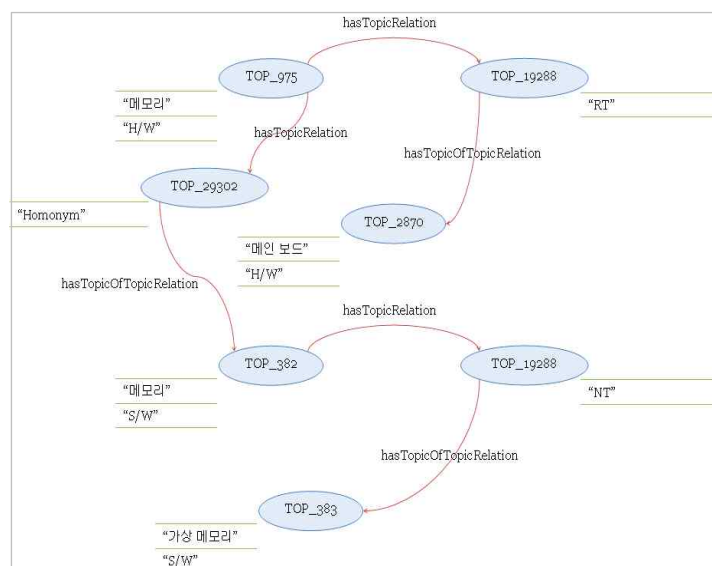 hasTopicRelation
TOP_975
TOP_19288
“메모리”
“H/W”
“RT”
hasTopicRelation
hasTopicOfTopicRelation
TOP_29302
“Homonym”
TOP_2870
“메인 보드”
“H/W”
hasTopicOfTopicRelation
hasTopicRelation
TOP_382
TOP_19288
“메모리”
“S/W”
“NT”
hasTopicOfTopicRelation
TOP_383
“가상 메모리”
“S/W”